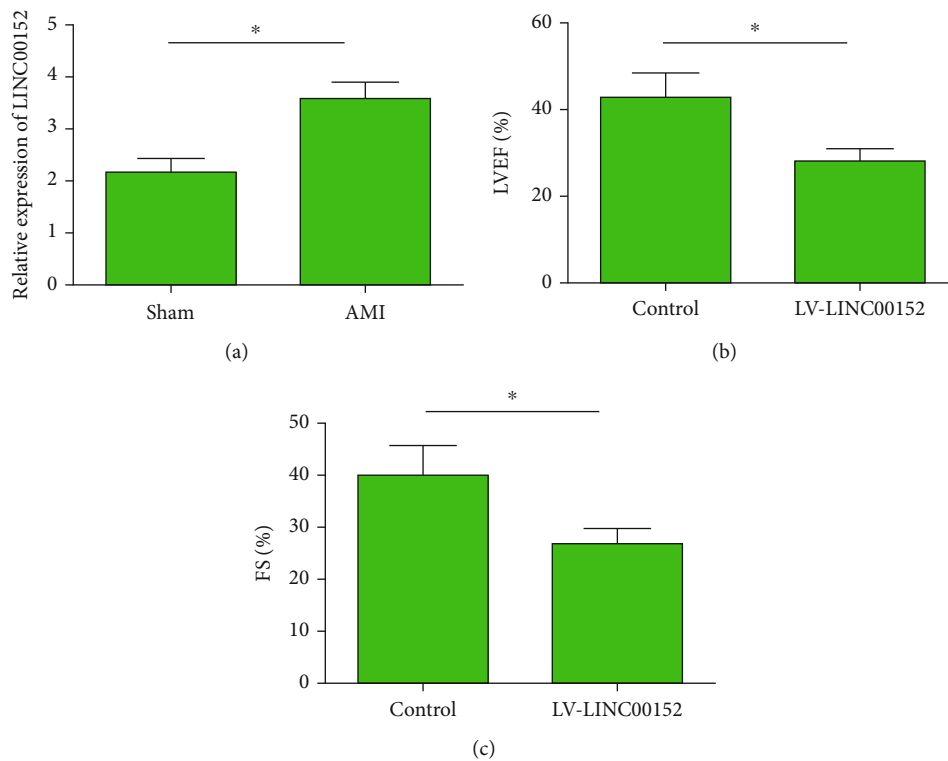 Relative expression of LINC00152
5
4
3
2
1
0
*
Sham
AMI
(a)
LVEF (%)
60
40
20
0
*
Control
LV-LINC00152
(b)
FS (%)
50
40
30
20
10
0
*
Control
LV-LINC00152
(c)